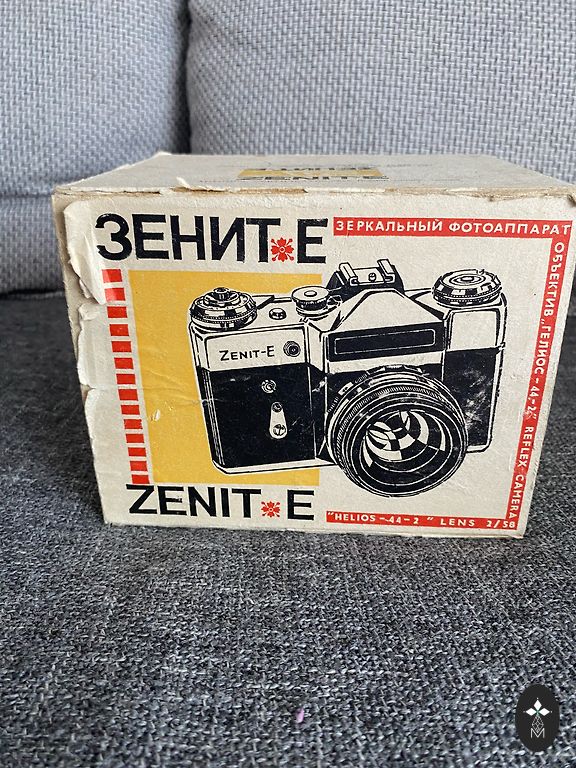 ЗЕНИТ Е
ЗЕРКАЛЬНЫЙ ФОТОАППАРАТ
ОБЪЕКТИВ „ГЕЛИОС-44-2" REFLEX-CAMERA
ZENIT-E
ZENIT E
"HELIOS-44-2" LENS 2/58
M